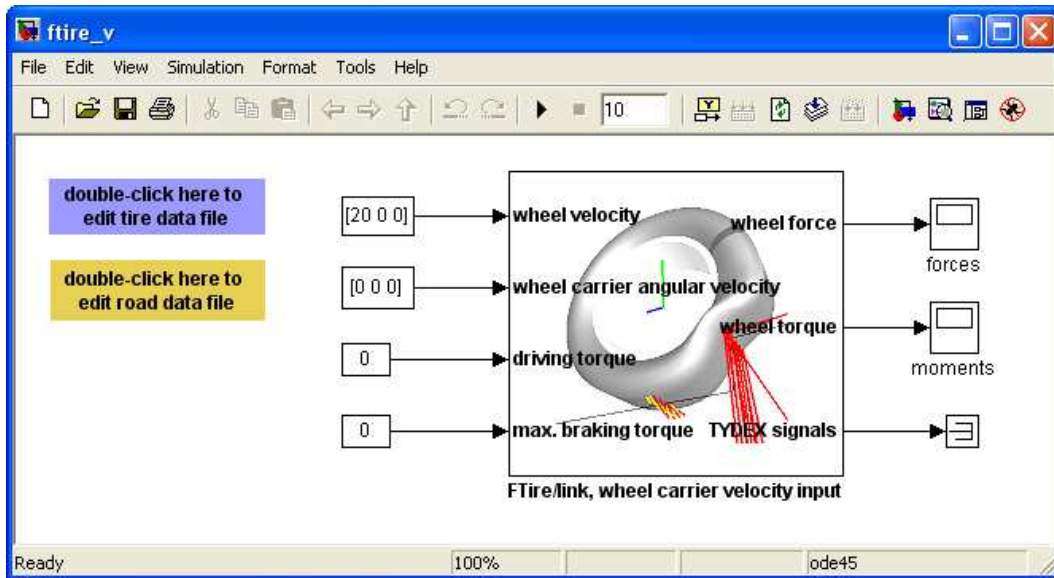 ftire_v
File Edit View Simulation Format Tools Help
10
double-click here to
edit tire data file
double-click here to
edit road data file
[20 0 0]
[0 0 0]
0
0
wheel velocity
wheel carrier angular velocity
driving torque
max. braking torque
wheel force
wheel torque
TYDEX signals
forces
moments
FTire/link, wheel carrier velocity input
Ready 100% ode45